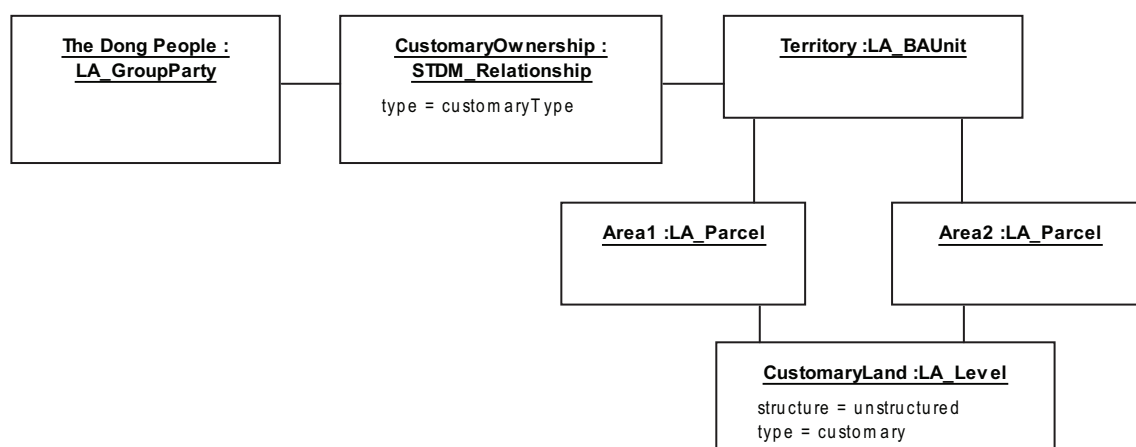 The Dong People :
LA_GroupParty
CustomaryOwnership :
STDM_Relationship
type = customaryType
Territory :LA_BAUnit
Area1 :LA_Parcel
Area2 :LA_Parcel
CustomaryLand :LA_Level
structure = unstructured
type = customary